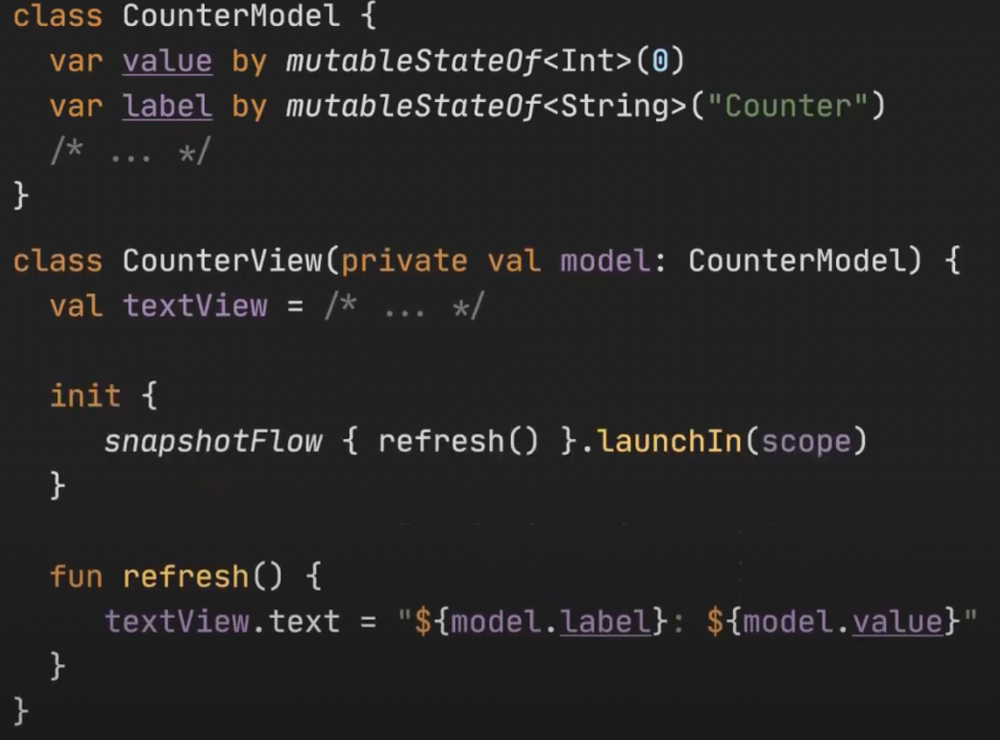 class CounterModel {
  var value by mutableStateOf<Int>(0)
  var label by mutableStateOf<String>("Counter")
  /* ... */
}
class CounterView(private val model: CounterModel) {
  val textView = /* ... */
  init {
     snapshotFlow { refresh() }.launchIn(scope)
  }
  fun refresh() {
     textView.text = "${model.label}: ${model.value}"
  }
}